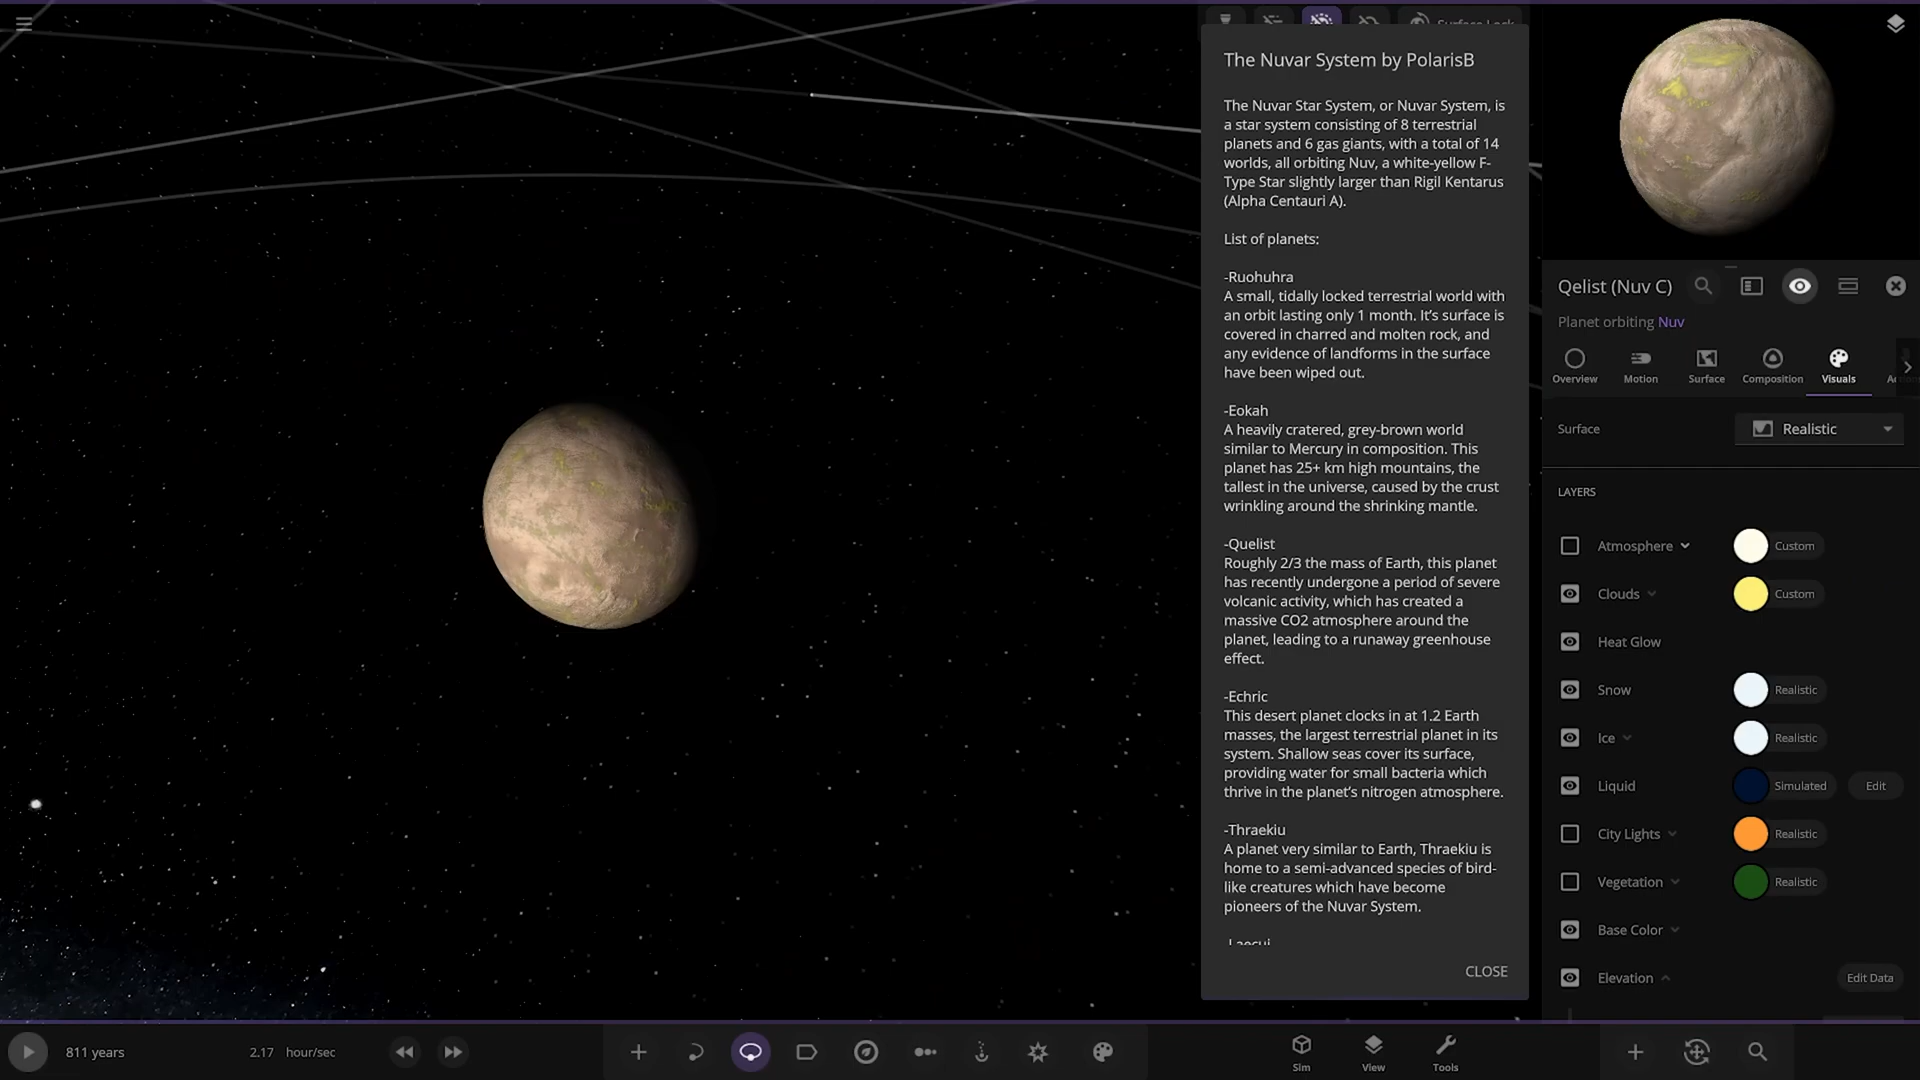 Surface Lock
The Nuvar System by PolarisB
The Nuvar Star System, or Nuvar System, is
a star system consisting of 8 terrestrial
planets and 6 gas giants, with a total of 14
worlds, all orbiting Nuv, a white-yellow F-
Type Star slightly larger than Rigil Kentarus
(Alpha Centauri A).
List of planets:
-Ruohuhra
A small, tidally locked terrestrial world with
an orbit lasting only 1 month. It's surface is
covered in charred and molten rock, and
any evidence of landforms in the surface
have been wiped out.
-Eokah
A heavily cratered, grey-brown world
similar to Mercury in composition. This
planet has 25+ km high mountains, the
tallest in the universe, caused by the crust
wrinkling around the shrinking mantle.
-Quelist
Roughly 2/3 the mass of Earth, this planet
has recently undergone a period of severe
volcanic activity, which has created a
massive CO2 atmosphere around the
planet, leading to a runaway greenhouse
effect.
-Echric
This desert planet clocks in at 1.2 Earth
masses, the largest terrestrial planet in its
system. Shallow seas cover its surface,
providing water for small bacteria which
thrive in the planet's nitrogen atmosphere.
-Thraekiu
A planet very similar to Earth, Thraekiu is
home to a semi-advanced species of bird-
like creatures which have become
pioneers of the Nuvar System.
CLOSE
Qelist (Nuv C)
Planet orbiting Nuv
Overview Motion Surface Composition Visuals
Surface Realistic
LAYERS
Atmosphere Custom
Clouds Custom
Heat Glow
Snow Realistic
Ice Realistic
Liquid Simulated Edit
City Lights Realistic
Vegetation Realistic
Base Color
Elevation Edit Data
811 years 2.17 hour/sec Sim View Tools